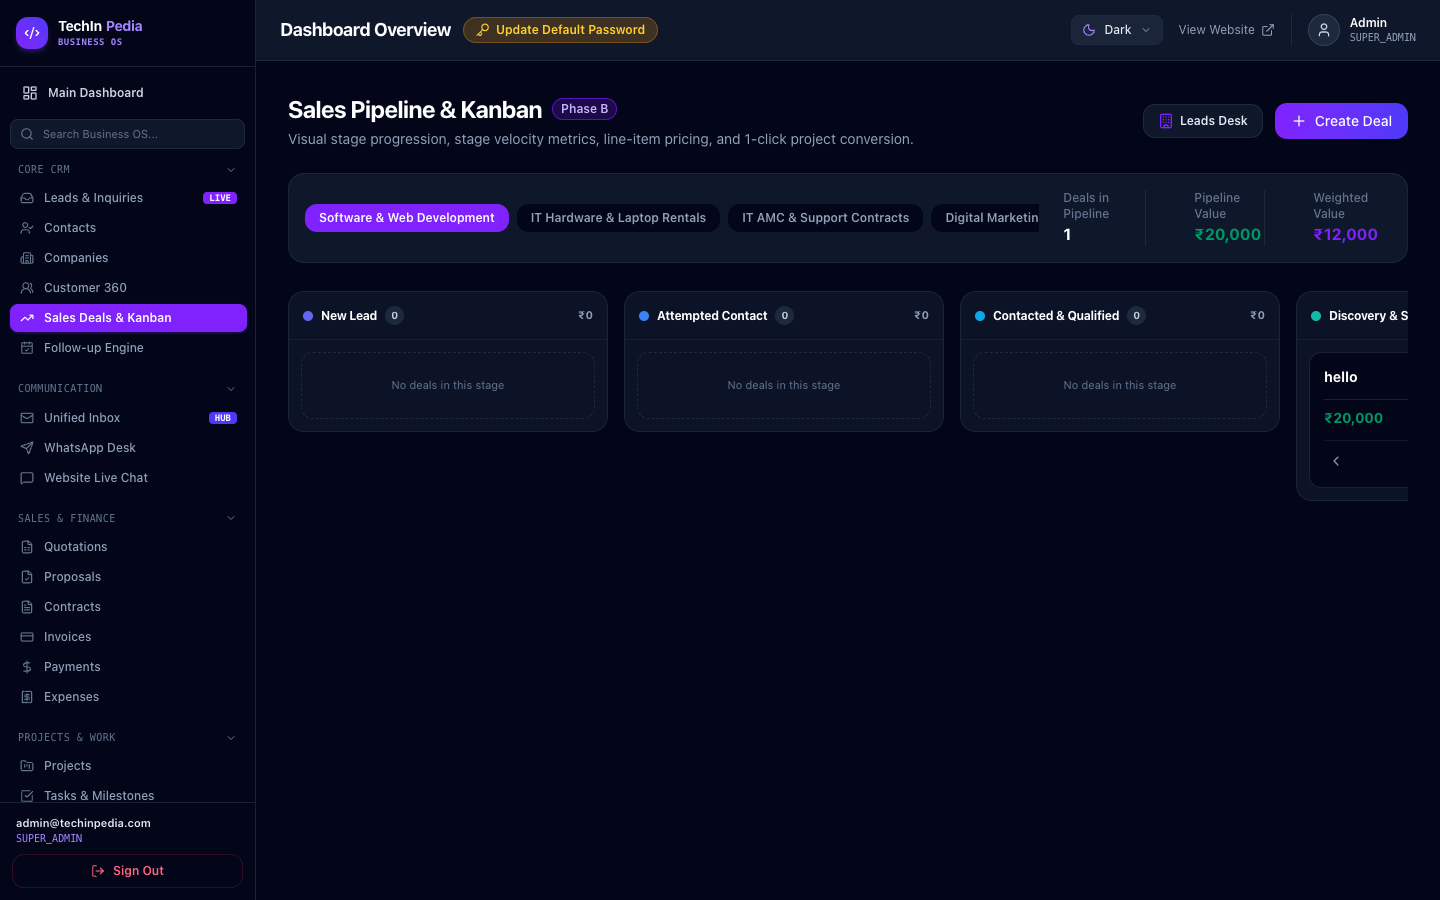 TechIn Pedia
BUSINESS OS
Main Dashboard
Search Business OS...
CORE CRM
Leads & Inquiries LIVE
Contacts
Companies
Customer 360
Sales Deals & Kanban
Follow-up Engine
COMMUNICATION
Unified Inbox HUB
WhatsApp Desk
Website Live Chat
SALES & FINANCE
Quotations
Proposals
Contracts
Invoices
Payments
Expenses
PROJECTS & WORK
Projects
Tasks & Milestones
admin@techinpedia.com
SUPER_ADMIN
Sign Out
Dashboard Overview
Update Default Password
Dark
View Website
Admin
SUPER_ADMIN
Sales Pipeline & Kanban Phase B
Visual stage progression, stage velocity metrics, line-item pricing, and 1-click project conversion.
Leads Desk
Create Deal
Software & Web Development
IT Hardware & Laptop Rentals
IT AMC & Support Contracts
Digital Marketin
Deals in
Pipeline
1
Pipeline
Value
₹20,000
Weighted
Value
₹12,000
New Lead 0 ₹0
No deals in this stage
Attempted Contact 0 ₹0
No deals in this stage
Contacted & Qualified 0 ₹0
No deals in this stage
Discovery & S
hello
₹20,000